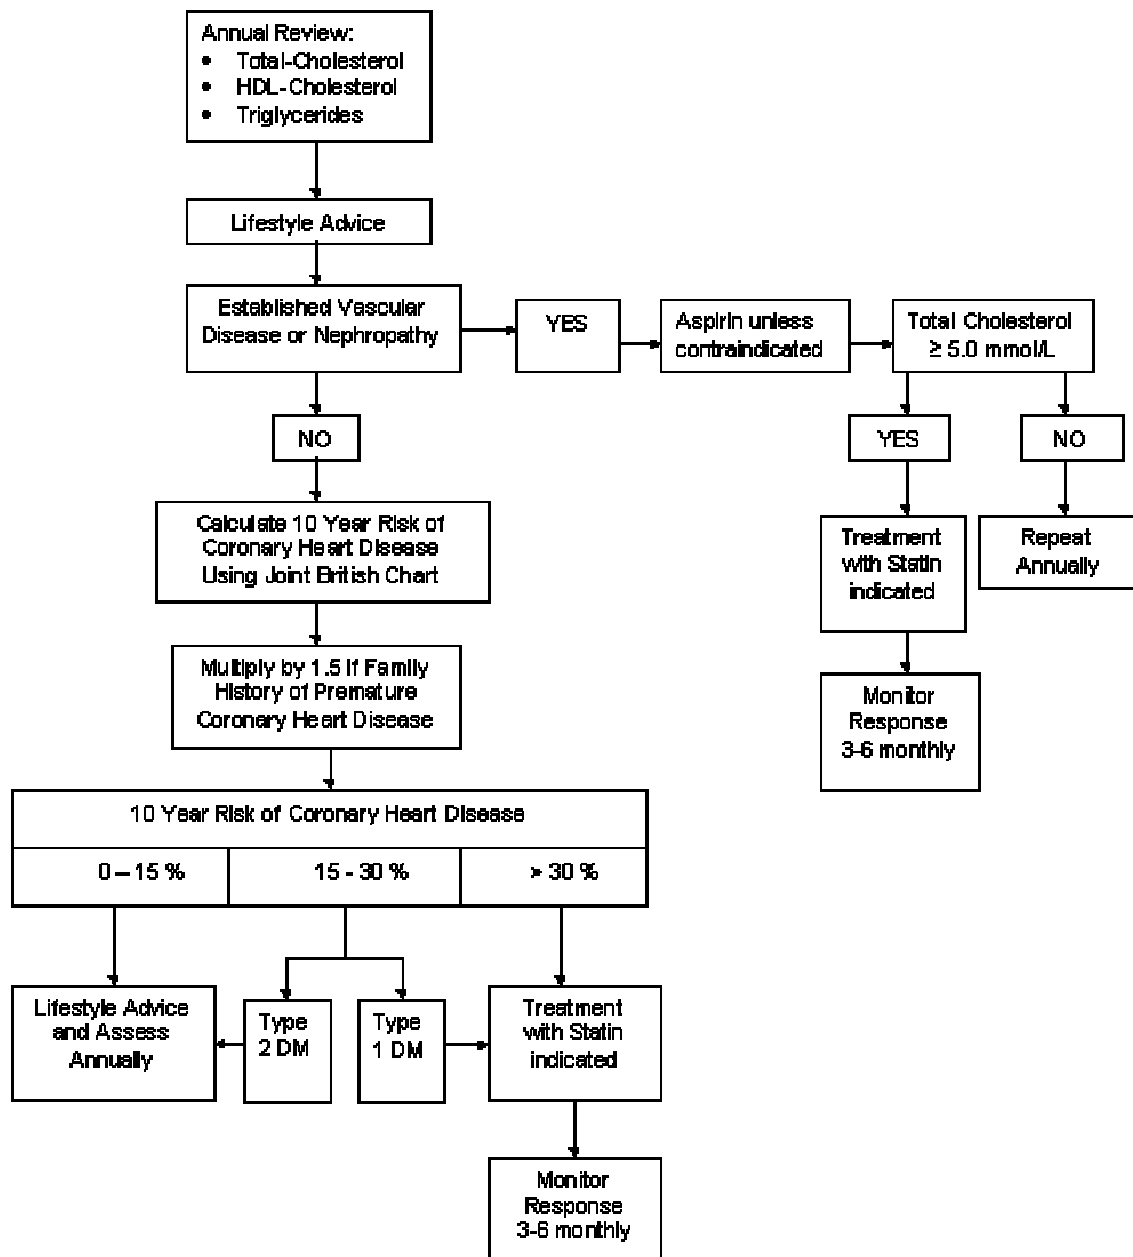 Annual Review:
• Total-Cholesterol
• HDL-Cholesterol
• Triglycerides
Lifestyle Advice
Established Vascular
Disease or Nephropathy
YES
Aspirin unless
contraindicated
Total Cholesterol
≥ 5.0 mmol/L
NO
YES
NO
Calculate 10 Year Risk of
Coronary Heart Disease
Using Joint British Chart
Treatment
with Statin
indicated
Repeat
Annually
Multiply by 1.5 if Family
History of Premature
Coronary Heart Disease
Monitor
Response
3-6 monthly
10 Year Risk of Coronary Heart Disease
0 – 15 %
15 - 30 %
> 30 %
Lifestyle Advice
and Assess
Annually
Type
2 DM
Type
1 DM
Treatment
with Statin
indicated
Monitor
Response
3-6 monthly